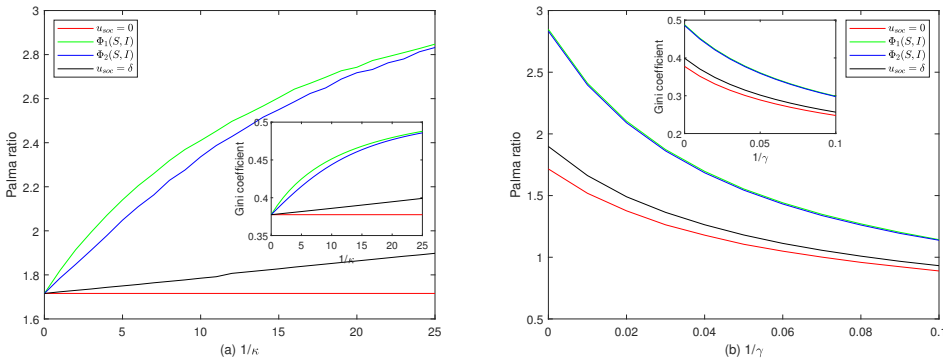 3
2.8
2.6
2.4
2.2
2
1.8
1.6
Palma ratio
u_soc = 0
Φ_1(S, I)
Φ_2(S, I)
u_soc = δ
0.5
0.45
0.4
0.35
Gini coefficient
0 5 10 15 20 25
1/κ
0 5 10 15 20 25
(a) 1/κ
3
2.5
2
1.5
1
0.5
Palma ratio
0.5
0.4
0.3
0.2
Gini coefficient
0 0.05 0.1
1/γ
u_soc = 0
Φ_1(S, I)
Φ_2(S, I)
u_soc = δ
0 0.02 0.04 0.06 0.08 0.1
(b) 1/γ